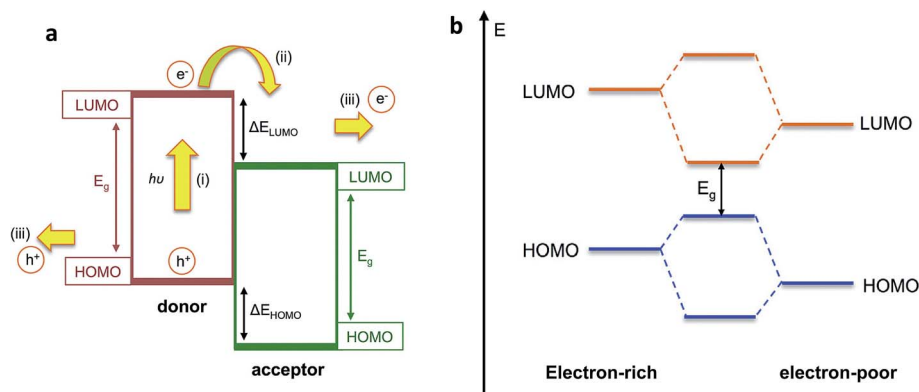 a
(ii)
e-
LUMO
(iii) e-
ΔE_LUMO
hυ (i)
E_g
LUMO
(iii)
h+
h+
HOMO
E_g
donor
ΔE_HOMO
HOMO
acceptor
b
E
LUMO
LUMO
E_g
HOMO
HOMO
Electron-rich
electron-poor